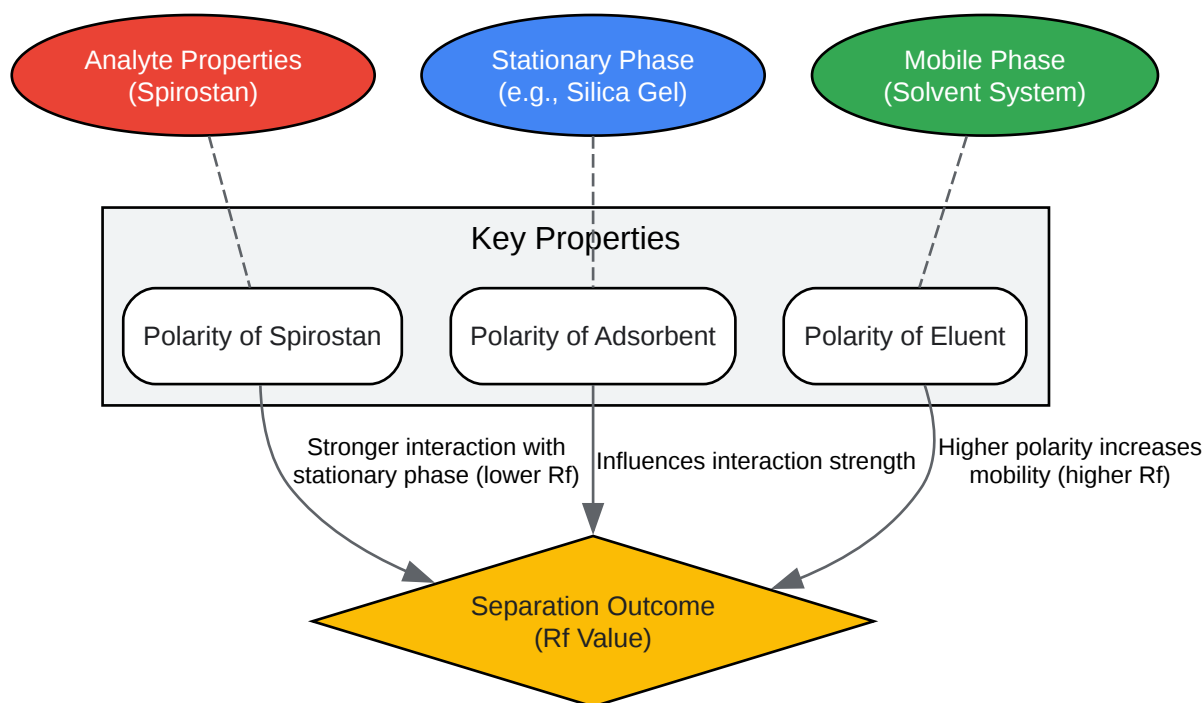 Analyte Properties
(Spirostan)
Stationary Phase
(e.g., Silica Gel)
Mobile Phase
(Solvent System)
Key Properties
Polarity of Spirostan
Polarity of Adsorbent
Polarity of Eluent
Stronger interaction with
stationary phase (lower Rf)
Influences interaction strength
Higher polarity increases
mobility (higher Rf)
Separation Outcome
(Rf Value)